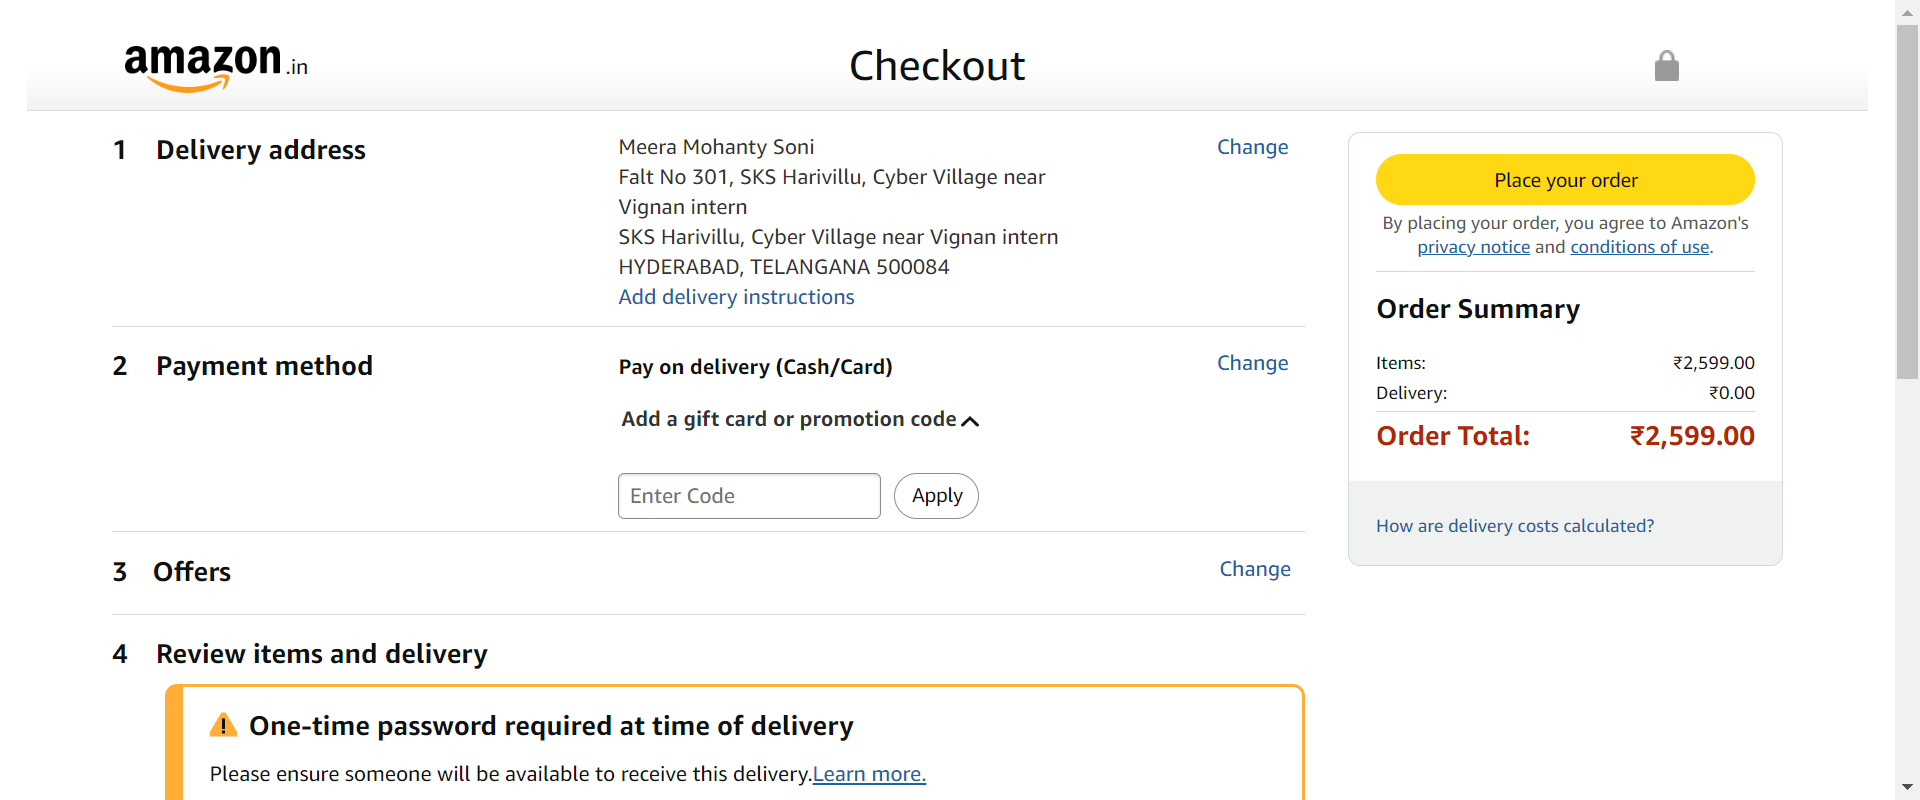 amazon.in
Checkout
1 Delivery address
Meera Mohanty Soni
Falt No 301, SKS Harivillu, Cyber Village near
Vignan intern
SKS Harivillu, Cyber Village near Vignan intern
HYDERABAD, TELANGANA 500084
Add delivery instructions
Change
2 Payment method
Pay on delivery (Cash/Card)
Change
Add a gift card or promotion code
Enter Code
Apply
3 Offers
Change
4 Review items and delivery
One-time password required at time of delivery
Please ensure someone will be available to receive this delivery.Learn more.
Place your order
By placing your order, you agree to Amazon's
privacy notice and conditions of use.
Order Summary
Items: ₹2,599.00
Delivery: ₹0.00
Order Total: ₹2,599.00
How are delivery costs calculated?